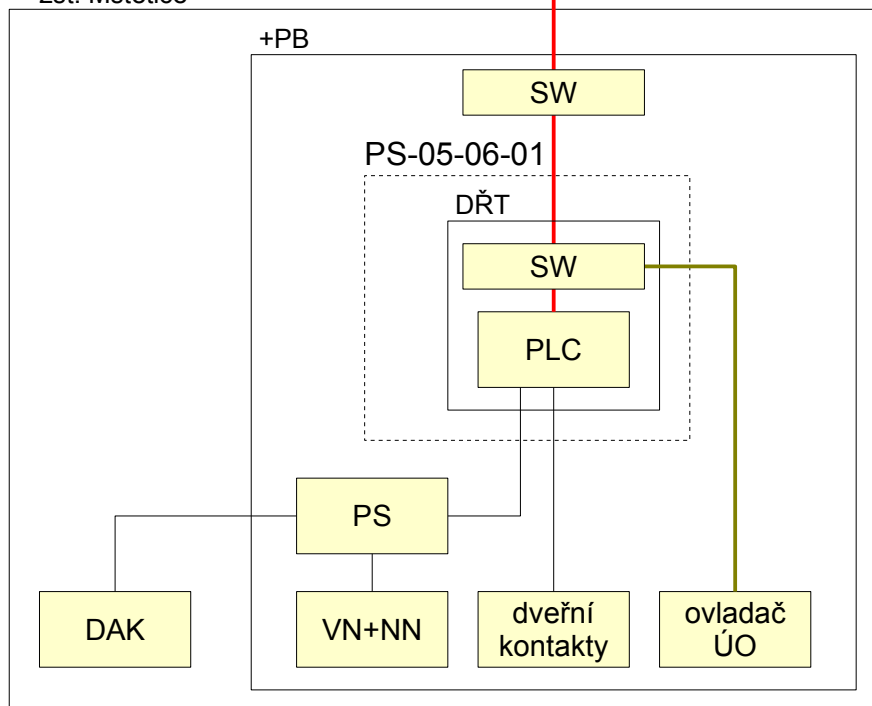 +PB
SW
PS-05-06-01
DŘT
SW
PLC
PS
DAK
VN+NN
dveřní
kontakty
ovladač
ÚO